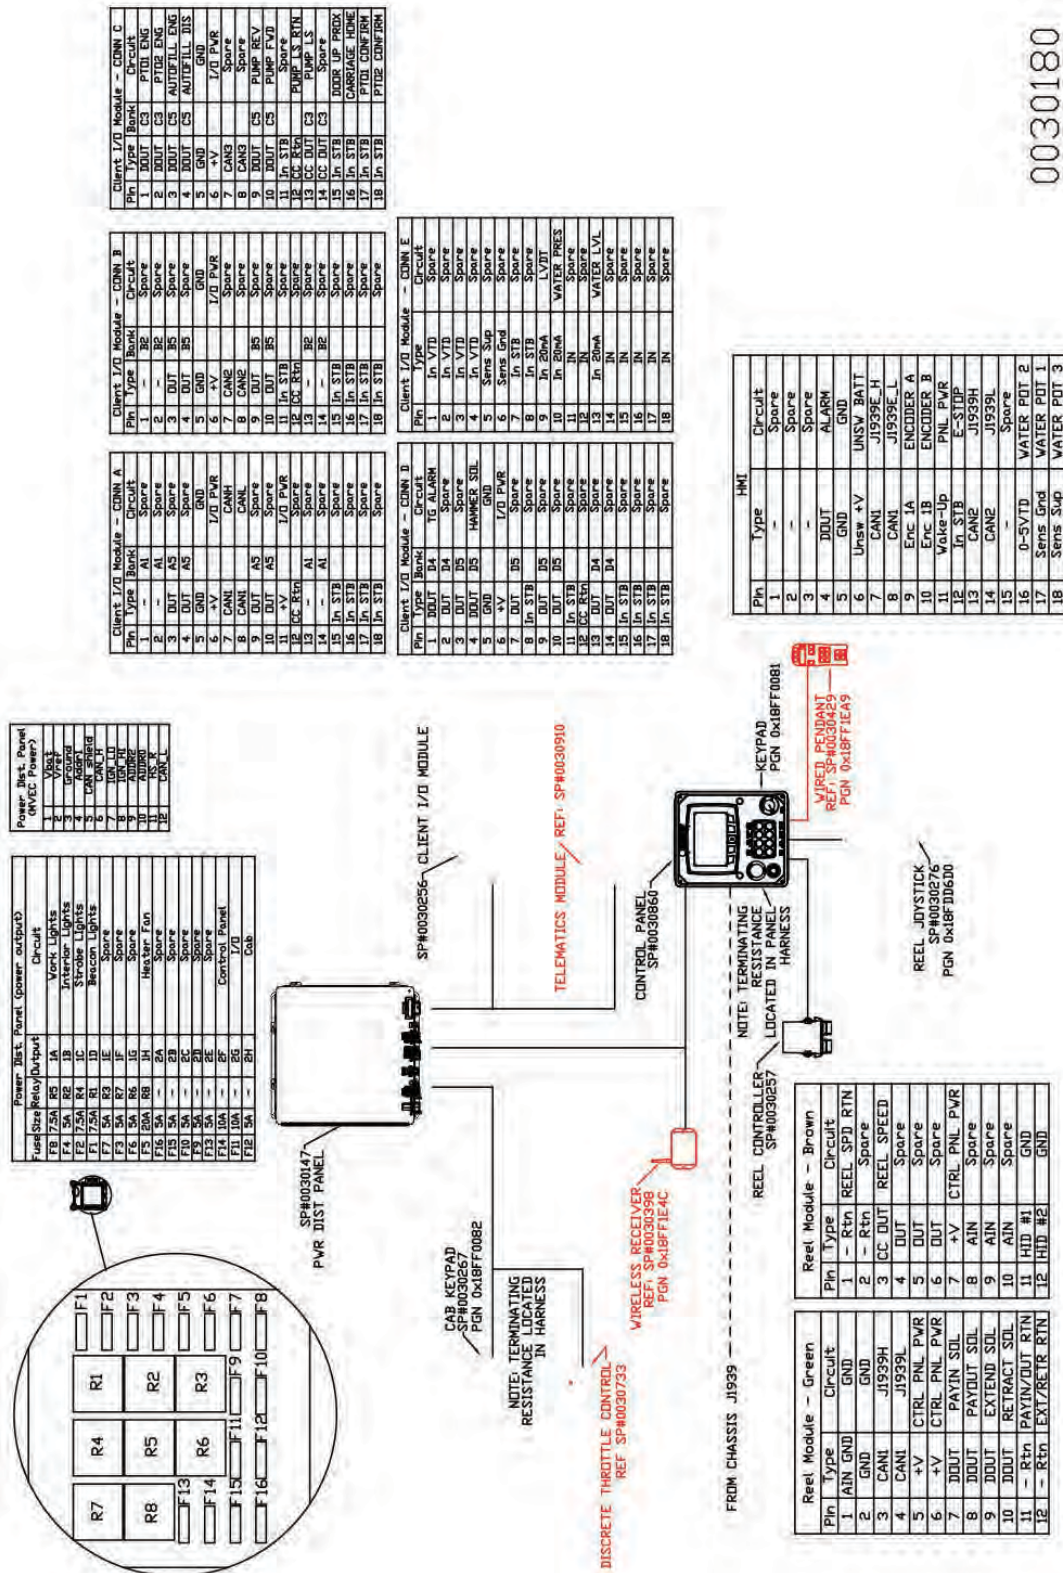 R7 R4 R1
R8 R5 R2
R6 R3
F1
F2
F3
F4
F5
F6
F7
F8
F13
F14
F15 F11 F9
F16 F12 F10
Power Dist. Panel (power output)
Fuse Size Relay Output Circuit
F8 7.5A R5 1A Work Lights
F4 5A R2 1B Interior Lights
F2 7.5A R4 1C Strobe Lights
F1 7.5A R1 1D Beacon Lights
F7 5A R3 1E Spare
F3 5A R7 1F Spare
F6 5A R6 1G Spare
F5 20A R8 1H Heater Fan
F16 5A - 2A Spare
F15 5A - 2B Spare
F10 5A - 2C Spare
F9 5A - 2D Spare
F13 5A - 2E Spare
F14 10A - 2F Control Panel
F11 10A - 2G I/O
F12 5A - 2H Cab
Power Dist. Panel
(MVEC Power)
1 Vbat
2 Vref
3 Ground
4 Addr1
5 CAN shield
6 CAN_H
7 IGN_LO
8 IGN_HI
9 ADDR2
10 ADDR0
11 RS_R
12 CAN_L
Client I/O Module - CONN A
Pin Type Bank Circuit
1 - A1 Spare
2 - A1 Spare
3 OUT A5 Spare
4 OUT A5 Spare
5 GND GND
6 +V I/O PWR
7 CAN1 CANH
8 CAN1 CANL
9 OUT A5 Spare
10 OUT A5 Spare
11 +V I/O PWR
12 CC Rtn Spare
13 - A1 Spare
14 - A1 Spare
15 In STB Spare
16 In STB Spare
17 In STB Spare
18 In STB Spare
Client I/O Module - CONN B
Pin Type Bank Circuit
1 - B2 Spare
2 - B2 Spare
3 OUT B5 Spare
4 OUT B5 Spare
5 GND GND
6 +V I/O PWR
7 CAN2 Spare
8 CAN2 Spare
9 OUT B5 Spare
10 OUT B5 Spare
11 In STB Spare
12 CC Rtn Spare
13 - B2 Spare
14 - B2 Spare
15 In STB Spare
16 In STB Spare
17 In STB Spare
18 In STB Spare
Client I/O Module - CONN C
Pin Type Bank Circuit
1 DOUT C3 PTO1 ENG
2 DOUT C3 PTO2 ENG
3 DOUT C5 AUTOFILL ENG
4 DOUT C5 AUTOFILL DIS
5 GND GND
6 +V I/O PWR
7 CAN3 Spare
8 CAN3 Spare
9 DOUT C5 PUMP REV
10 DOUT C5 PUMP FWD
11 In STB Spare
12 CC Rtn PUMP LS RTN
13 CC OUT C3 PUMP LS
14 CC OUT C3 Spare
15 In STB DOOR UP PROX
16 In STB CARRIAGE HOME
17 In STB PTO1 CONFIRM
18 In STB PTO2 CONFIRM
Client I/O Module - CONN D
Pin Type Bank Circuit
1 DOUT D4 TG ALARM
2 OUT D4 Spare
3 OUT D5 Spare
4 DOUT D5 HAMMER SOL
5 GND GND
6 +V I/O PWR
7 OUT D5 Spare
8 In STB Spare
9 OUT D5 Spare
10 OUT D5 Spare
11 In STB Spare
12 CC Rtn Spare
13 OUT D4 Spare
14 OUT D4 Spare
15 In STB Spare
16 In STB Spare
17 In STB Spare
18 In STB Spare
Client I/O Module - CONN E
Pin Type Circuit
1 In VTD Spare
2 In VTD Spare
3 In VTD Spare
4 In VTD Spare
5 Sens Sup Spare
6 Sens Gnd Spare
7 In STB Spare
8 In STB Spare
9 In 20mA LVDT
10 In 20mA WATER PRES
11 IN Spare
12 IN Spare
13 In 20mA WATER LVL
14 IN Spare
15 IN Spare
16 IN Spare
17 IN Spare
18 IN Spare
SP#0030147
PWR DIST PANEL
SP#0030256 CLIENT I/O MODULE
CAB KEYPAD
SP#0030267
PGN 0x18FF0082
NOTE: TERMINATING
RESISTANCE LOCATED
IN HARNESS
DISCRETE THROTTLE CONTROL
REF SP#0030733
TELEMATICS MODULE, REF: SP#0030910
WIRELESS RECEIVER
REF: SP#0030398
PGN 0x18FF1E4C
CONTROL PANEL
SP#0030860
FROM CHASSIS J1939
NOTE: TERMINATING
RESISTANCE
LOCATED IN PANEL
HARNESS
KEYPAD
PGN 0x18FF0081
REEL CONTROLLER
SP#0030257
WIRED PENDANT
REF: SP#0030429
PGN 0x18FF1EA9
REEL JOYSTICK
SP#0030276
PGN 0x18FDD6D0
Reel Module - Green
Pin Type Circuit
1 AIN GND GND
2 GND GND
3 CAN1 J1939H
4 CAN1 J1939L
5 +V CTRL PNL PWR
6 +V CTRL PNL PWR
7 DOUT PAYIN SOL
8 DOUT PAYOUT SOL
9 DOUT EXTEND SOL
10 DOUT RETRACT SOL
11 - Rtn PAYIN/OUT RTN
12 - Rtn EXT/RETR RTN
Reel Module - Brown
Pin Type Circuit
1 - Rtn REEL SPD RTN
2 - Rtn Spare
3 CC OUT REEL SPEED
4 OUT Spare
5 OUT Spare
6 OUT Spare
7 +V CTRL PNL PWR
8 AIN Spare
9 AIN Spare
10 AIN Spare
11 HID #1 GND
12 HID #2 GND
HMI
Pin Type Circuit
1 - Spare
2 - Spare
3 - Spare
4 DOUT ALARM
5 GND GND
6 Unsw +V UNSW BATT
7 CAN1 J1939E_H
8 CAN1 J1939E_L
9 Enc 1A ENCODER A
10 Enc 1B ENCODER B
11 Wake-Up PNL PWR
12 In STB E-STOP
13 CAN2 J1939H
14 CAN2 J1939L
15 - Spare
16 0-5VTD WATER POT 2
17 Sens Gnd WATER POT 1
18 Sens Sup WATER POT 3
0030180